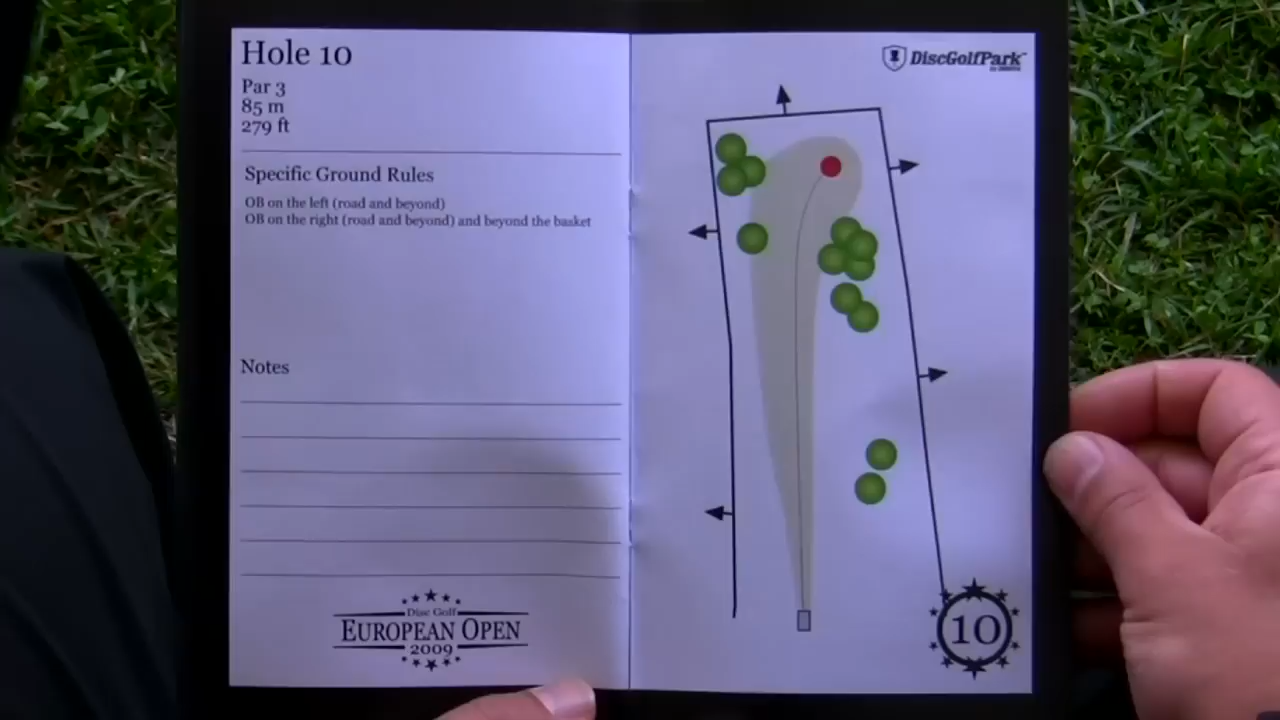 Hole 10
Par 3
85 m
279 ft
Specific Ground Rules
OB on the left (road and beyond)
OB on the right (road and beyond) and beyond the basket
Notes
Disc Golf
EUROPEAN OPEN
2009
DiscGolfPark
10